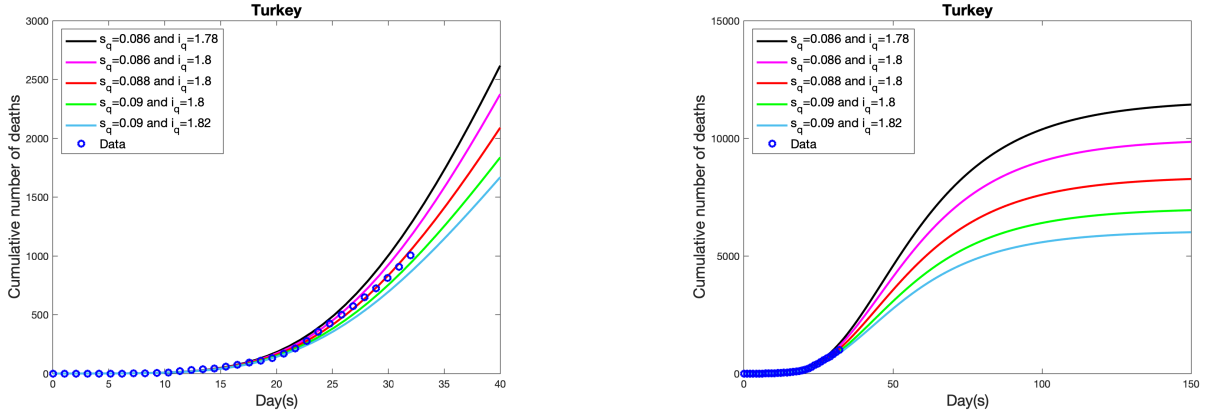 Turkey
3000
2500
2000
1500
1000
500
0
0 5 10 15 20 25 30 35 40
Day(s)
Cumulative number of deaths
s_q=0.086 and i_q=1.78
s_q=0.086 and i_q=1.8
s_q=0.088 and i_q=1.8
s_q=0.09 and i_q=1.8
s_q=0.09 and i_q=1.82
Data
Turkey
15000
10000
5000
0
0 50 100 150
Day(s)
Cumulative number of deaths
s_q=0.086 and i_q=1.78
s_q=0.086 and i_q=1.8
s_q=0.088 and i_q=1.8
s_q=0.09 and i_q=1.8
s_q=0.09 and i_q=1.82
Data